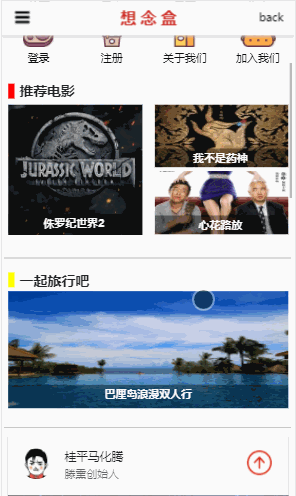 想念盒
back
登录
注册
关于我们
加入我们
推荐电影
JURASSIC WORLD
侏罗纪世界2
我不是药神
心花路放
一起旅行吧
巴厘岛浪漫双人行
桂平马化腾
滕熏创始人